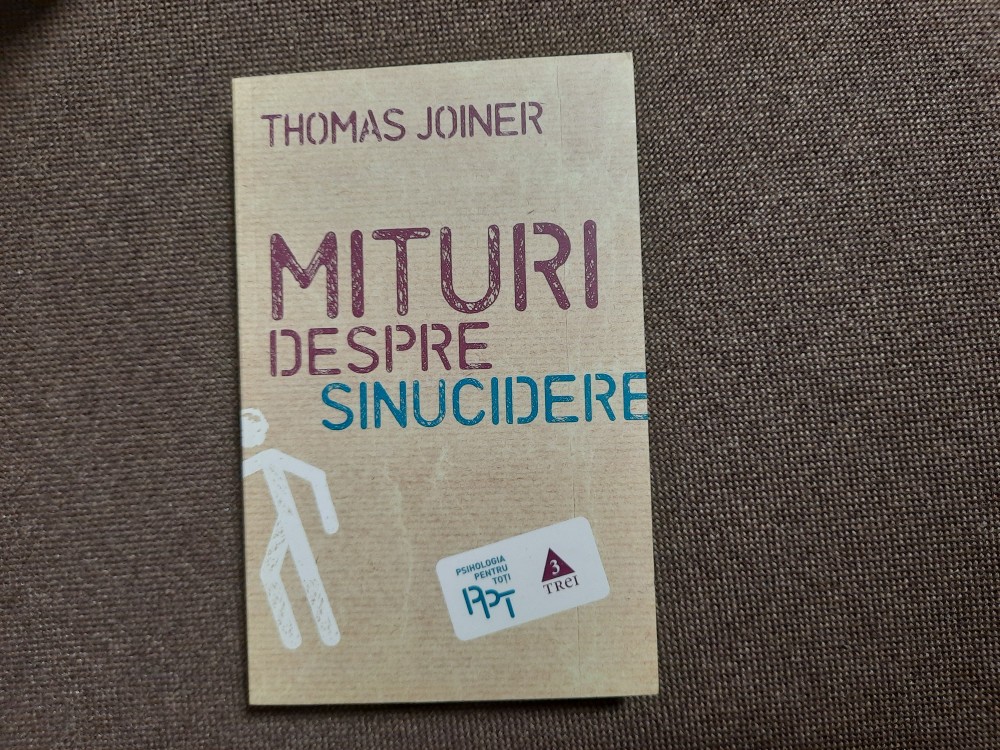 THOMAS JOINER
MITURI
DESPRE
SINUCIDERE
PSIHOLOGIA
PENTRU
TOȚI
PPT
3
TREI